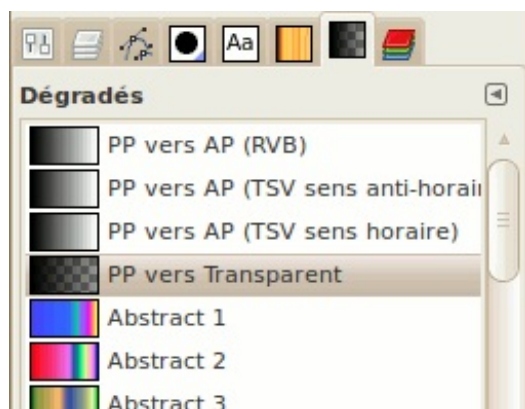 Aa
Dégradés
PP vers AP (RVB)
PP vers AP (TSV sens anti-horai
PP vers AP (TSV sens horaire)
PP vers Transparent
Abstract 1
Abstract 2
Abstract 3